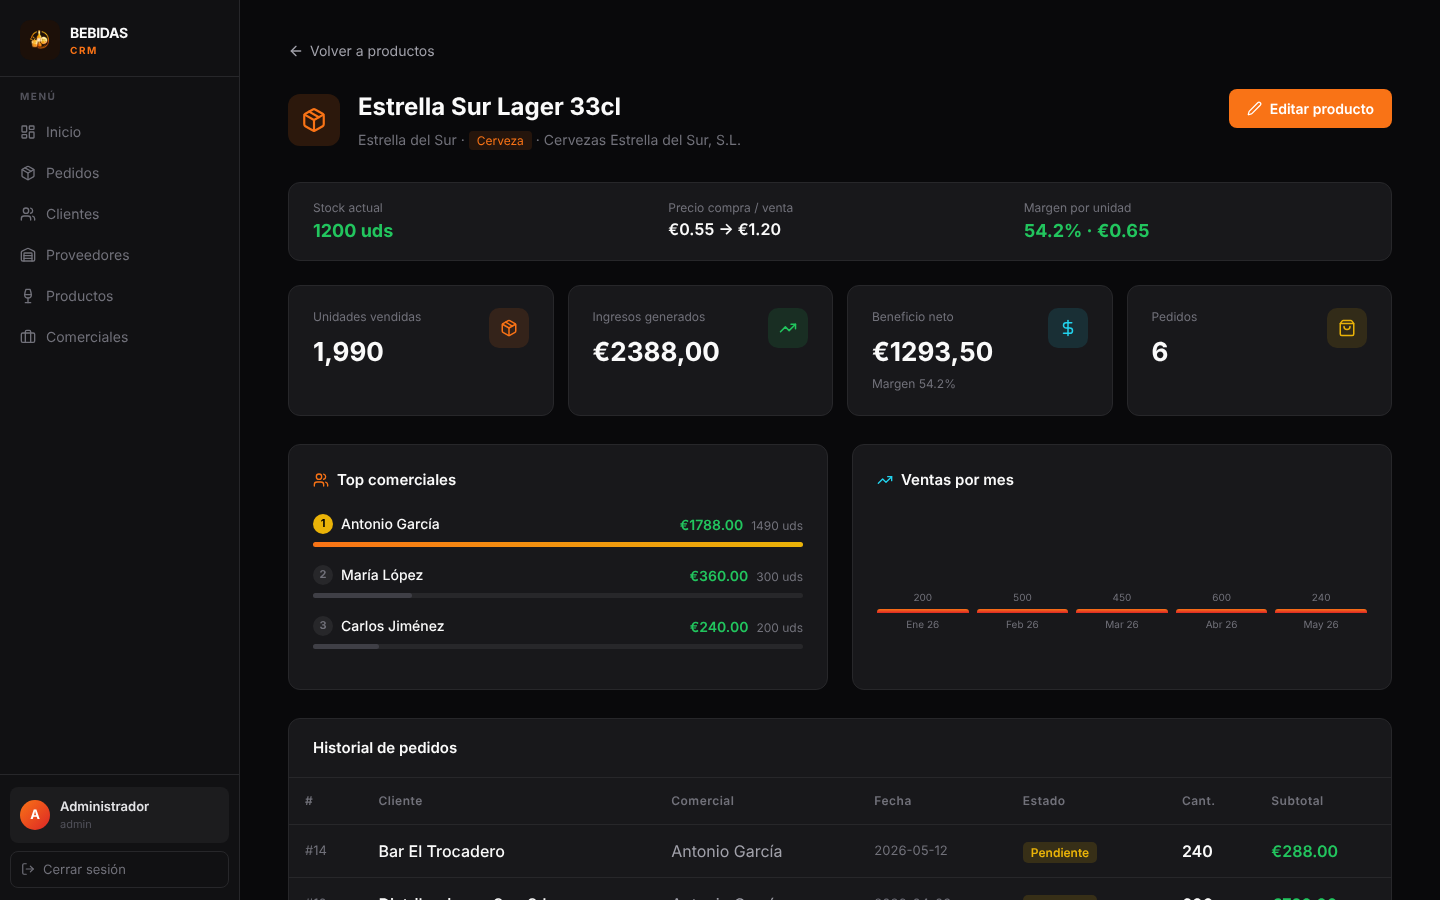 BEBIDAS
CRM
MENÚ
Inicio
Pedidos
Clientes
Proveedores
Productos
Comerciales
A
Administrador
admin
Cerrar sesión
Volver a productos
Estrella Sur Lager 33cl
Estrella del Sur · Cerveza · Cervezas Estrella del Sur, S.L.
Editar producto
Stock actual
1200 uds
Precio compra / venta
€0.55 → €1.20
Margen por unidad
54.2% · €0.65
Unidades vendidas
1,990
Ingresos generados
€2388,00
Beneficio neto
€1293,50
Margen 54.2%
Pedidos
6
Top comerciales
1 Antonio García €1788.00 1490 uds
2 María López €360.00 300 uds
3 Carlos Jiménez €240.00 200 uds
Ventas por mes
200 500 450 600 240
Ene 26 Feb 26 Mar 26 Abr 26 May 26
Historial de pedidos
# Cliente Comercial Fecha Estado Cant. Subtotal
#14 Bar El Trocadero Antonio García 2026-05-12 Pendiente 240 €288.00